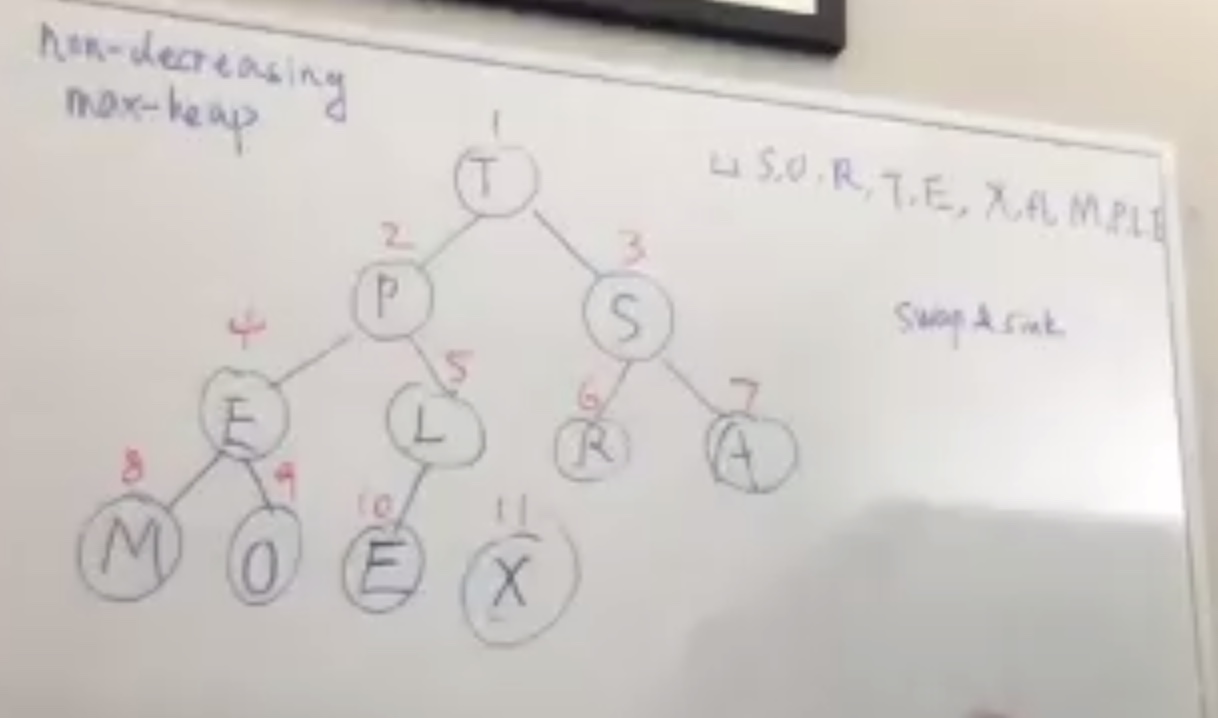 non-decreasing
max-heap
⊔ S.O.R.T.E, X.A. M.P.L.E
swap & sink
1
T
2 3
P S
4 5 6 7
E L R A
8 9 10 11
M O E X